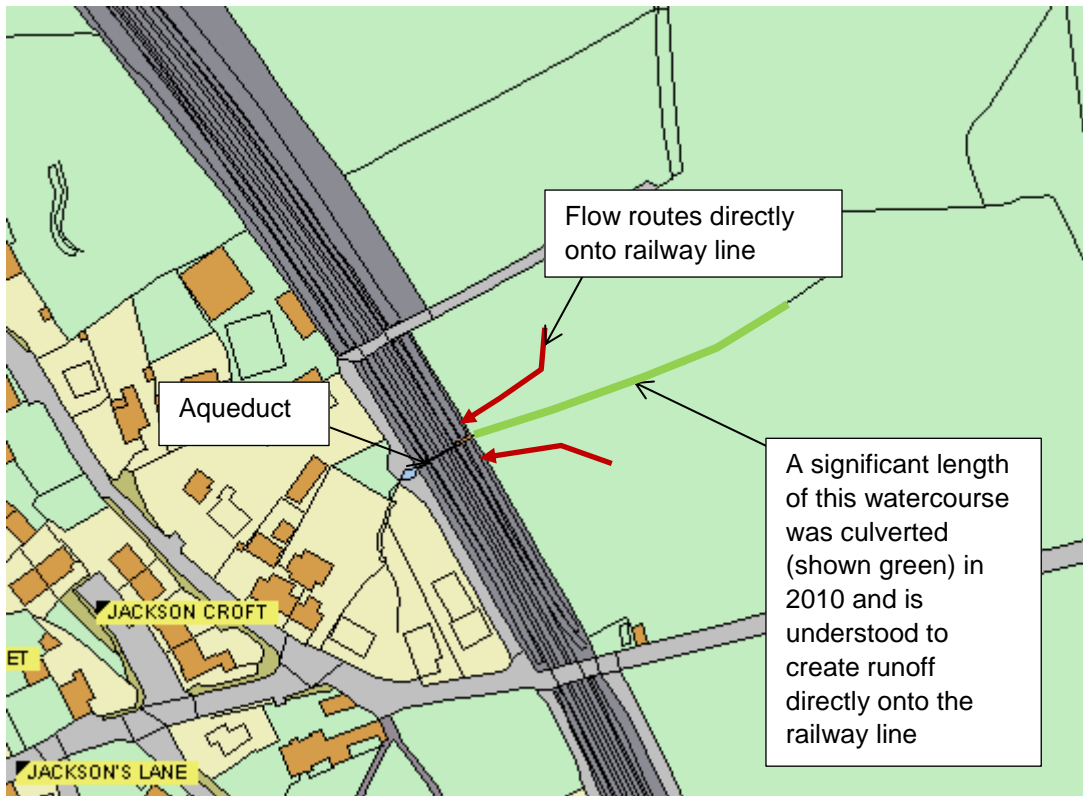 Flow routes directly
onto railway line
Aqueduct
A significant length
of this watercourse
was culverted
(shown green) in
2010 and is
understood to
create runoff
directly onto the
railway line
JACKSON CROFT
ET
JACKSON'S LANE